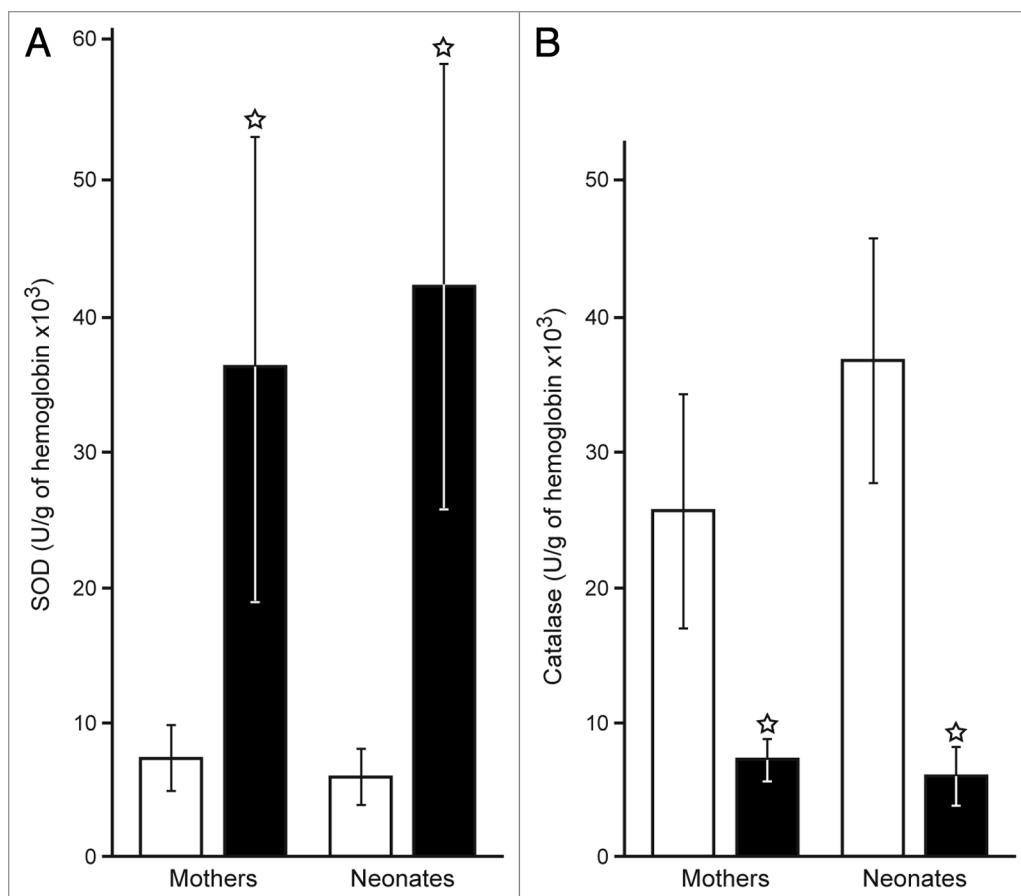 A
60
50
40
30
20
10
0
SOD (U/g of hemoglobin x10³)
Mothers Neonates
B
50
40
30
20
10
0
Catalase (U/g of hemoglobin x10³)
Mothers Neonates